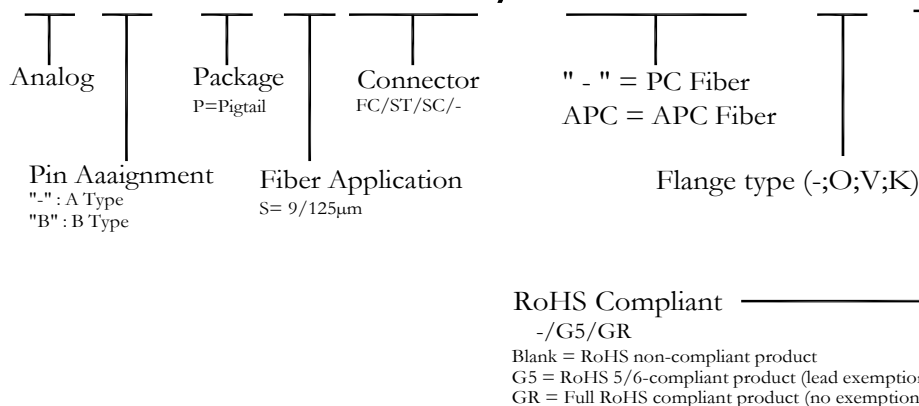 Analog
Package
P=Pigtail
Connector
FC/ST/SC/-
" - " = PC Fiber
APC = APC Fiber
Pin Aaaignment
"-" : A Type
"B" : B Type
Fiber Application
S= 9/125μm
Flange type (-;O;V;K)
RoHS Compliant
-/G5/GR
Blank = RoHS non-compliant product
G5 = RoHS 5/6-compliant product (lead exemption
GR = Full RoHS compliant product (no exemption